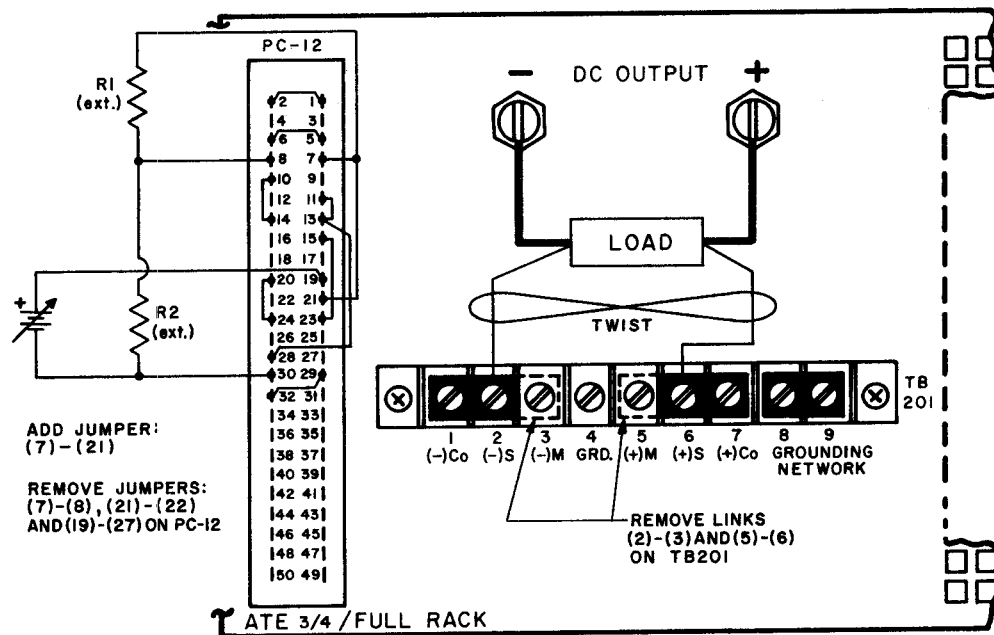 PC-12
R1
(ext.)
2 1
4 3
6 5
8 7
10 9
12 11
14 13
16 15
18 17
20 19
22 21
24 23
26 25
28 27
30 29
32 31
34 33
36 35
38 37
40 39
42 41
44 43
46 45
48 47
50 49
+
R2
(ext.)
ADD JUMPER:
(7)-(21)
REMOVE JUMPERS:
(7)-(8), (21)-(22)
AND (19)-(27) ON PC-12
- DC OUTPUT +
LOAD
TWIST
TB
201
1 2 3 4 5 6 7 8 9
(-)Co (-)S (-)M GRD. (+)M (+)S (+)Co GROUNDING
NETWORK
REMOVE LINKS
(2)-(3) AND (5)-(6)
ON TB201
ATE 3/4 / FULL RACK